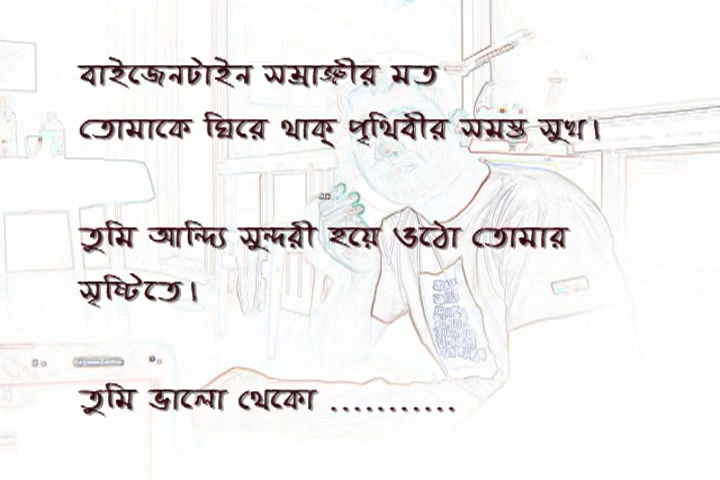 বাইজেনটাইন সম্রাজ্ঞীর মত
তোমাকে ঘিরে থাক্ পৃথিবীর সমস্ত সুখ।
তুমি আন্দ্যি সুন্দরী হয়ে ওঠো তোমার
সৃষ্টিতে।
তুমি ভালো থেকো ...........